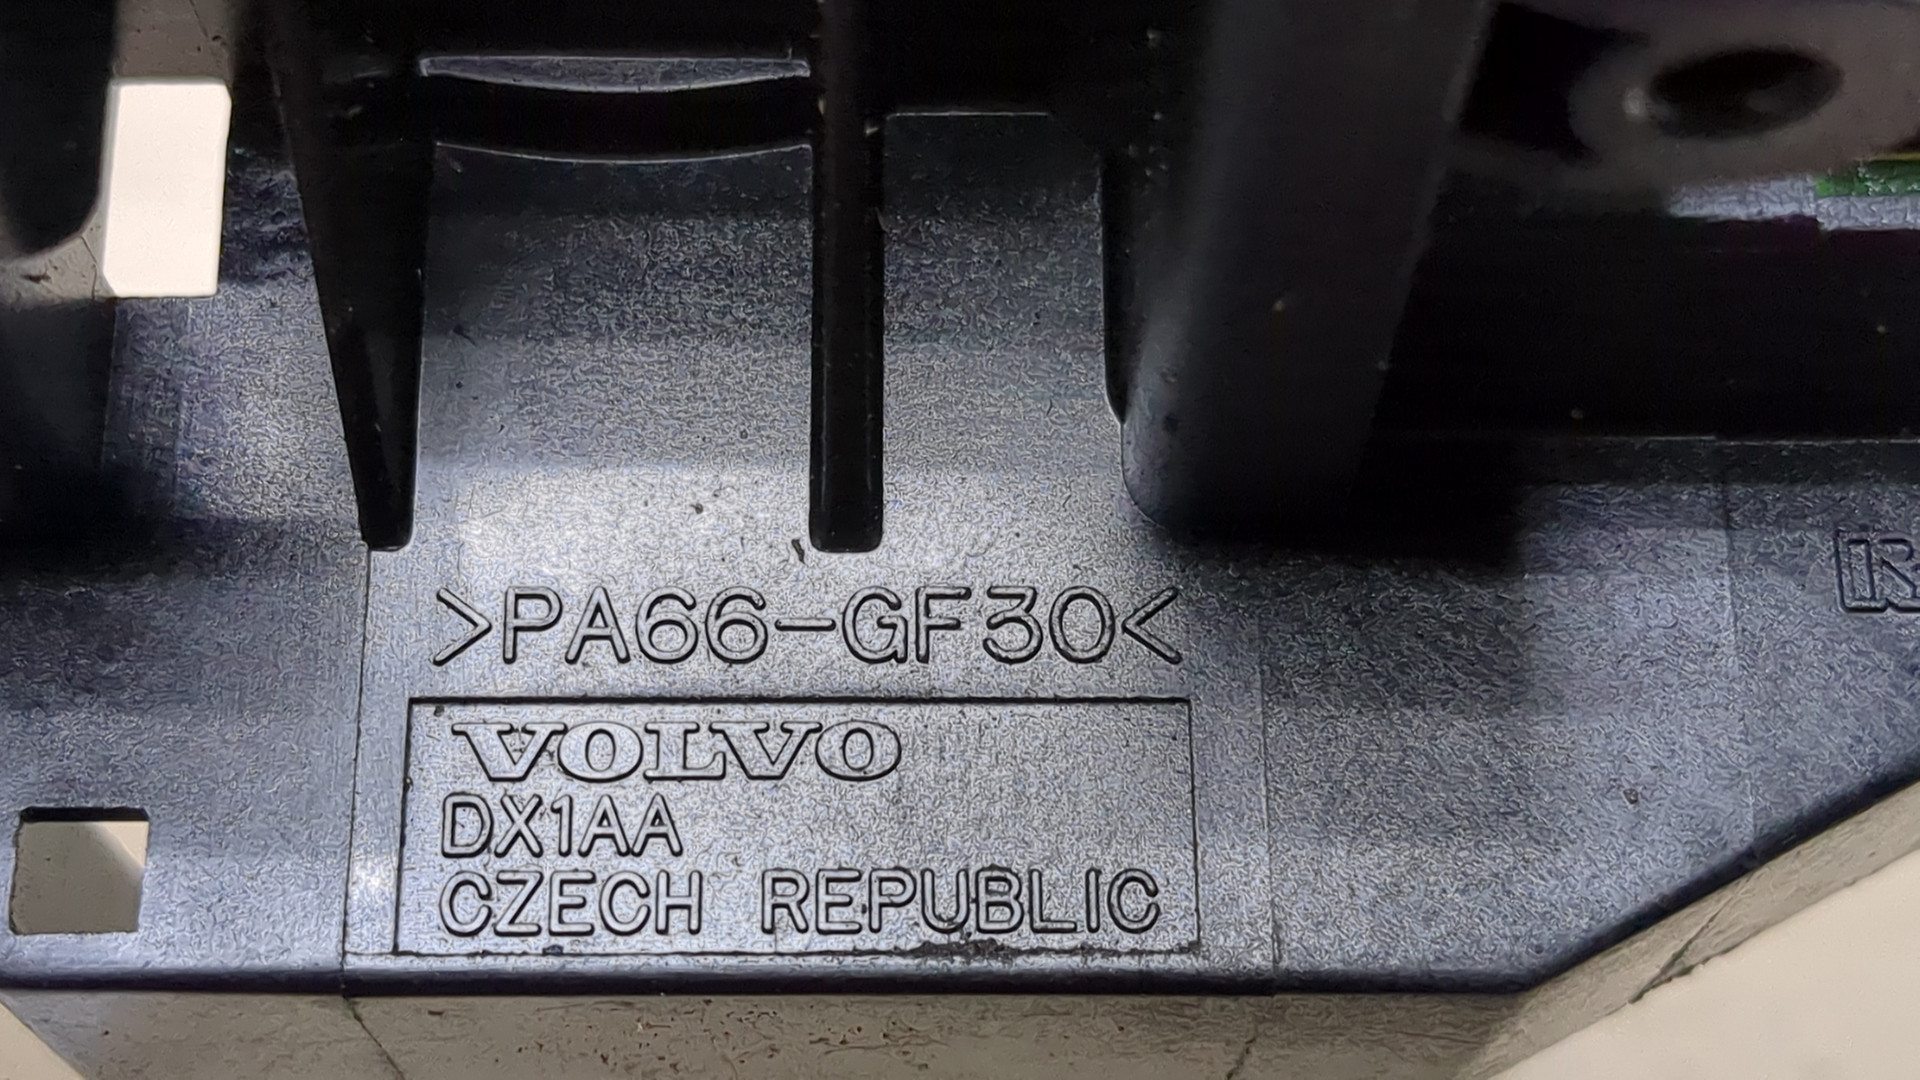 >PA66-GF30<
VOLVO
DX1AA
CZECH REPUBLIC